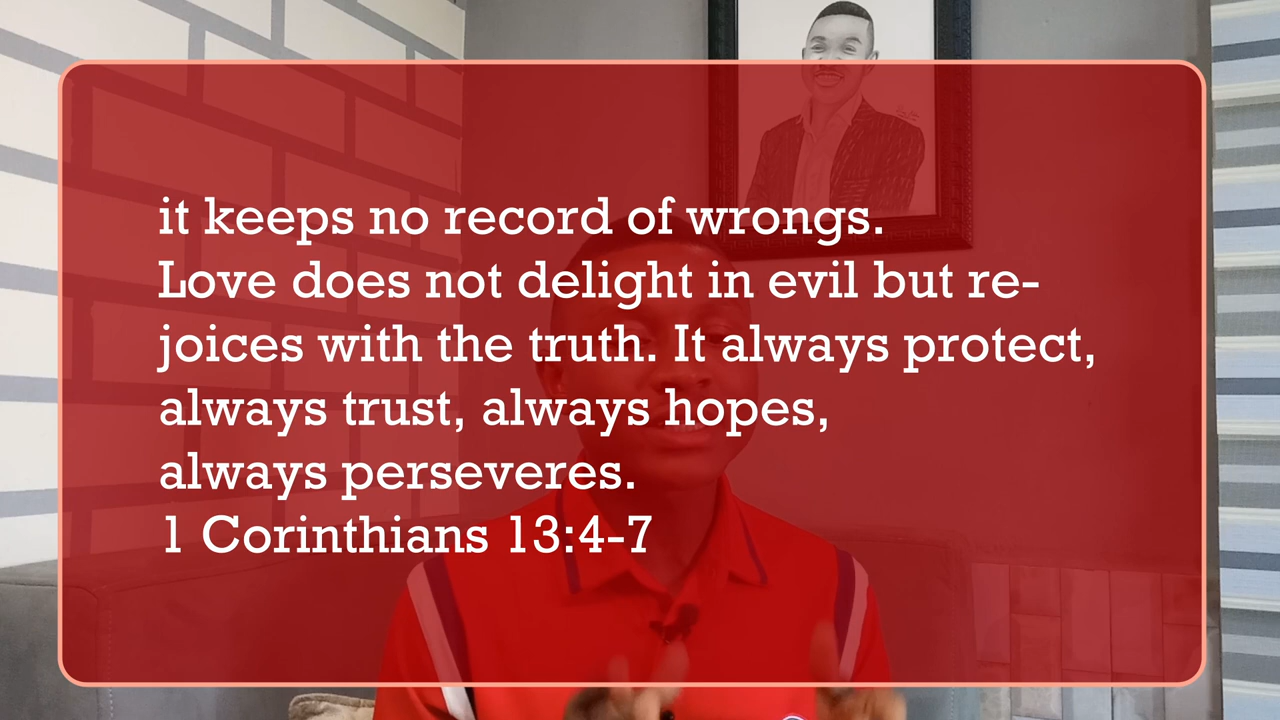 it keeps no record of wrongs.
Love does not delight in evil but re-
joices with the truth. It always protect,
always trust, always hopes,
always perseveres.
1 Corinthians 13:4-7